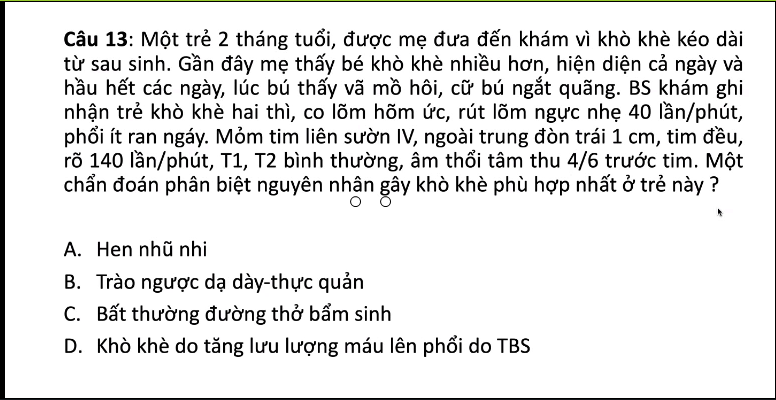 Câu 13: Một trẻ 2 tháng tuổi, được mẹ đưa đến khám vì khò khè kéo dài
từ sau sinh. Gần đây mẹ thấy bé khò khè nhiều hơn, hiện diện cả ngày và
hầu hết các ngày, lúc bú thấy vã mồ hôi, cữ bú ngắt quãng. BS khám ghi
nhận trẻ khò khè hai thì, co lõm hõm ức, rút lõm ngực nhẹ 40 lần/phút,
phổi ít ran ngáy. Mỏm tim liên sườn IV, ngoài trung đòn trái 1 cm, tim đều,
rõ 140 lần/phút, T1, T2 bình thường, âm thổi tâm thu 4/6 trước tim. Một
chẩn đoán phân biệt nguyên nhân gây khò khè phù hợp nhất ở trẻ này ?
A. Hen nhũ nhi
B. Trào ngược dạ dày-thực quản
C. Bất thường đường thở bẩm sinh
D. Khò khè do tăng lưu lượng máu lên phổi do TBS